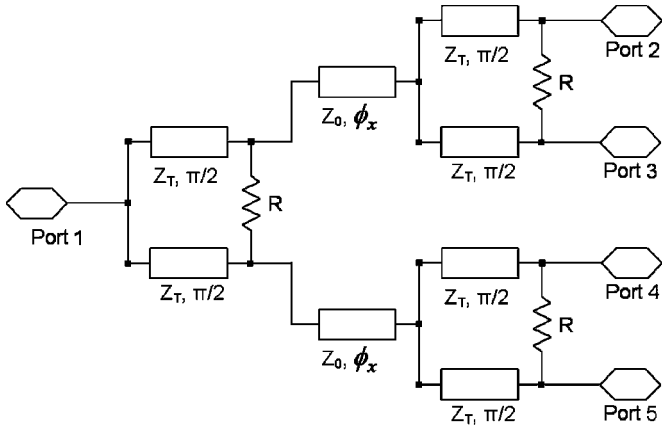 Port 2
Z_T, π/2
R
Z_0, ϕ_x
Z_T, π/2
Z_T, π/2
Port 3
R
Port 1
Z_T, π/2
Z_T, π/2
Port 4
R
Z_0, ϕ_x
Z_T, π/2
Port 5